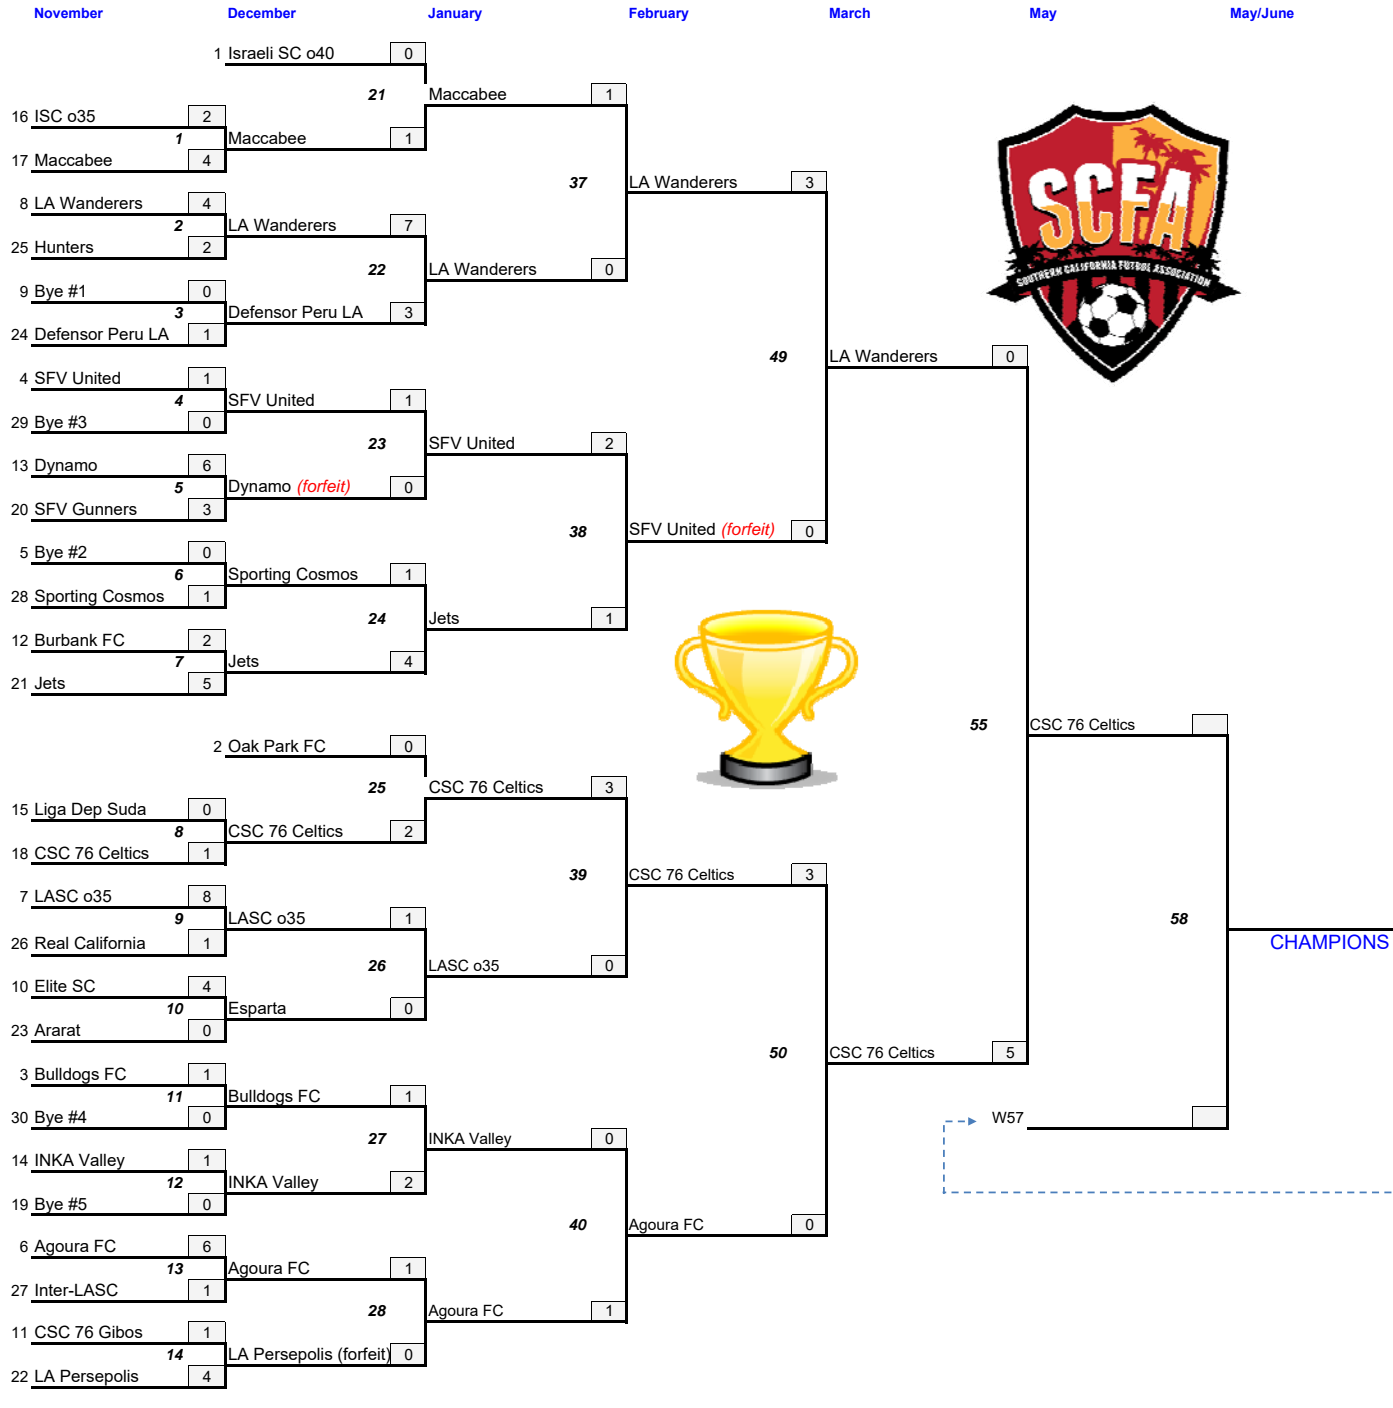 November December January February March May May/June
1 Israeli SC o40 0
21 Maccabee 1
16 ISC o35 2
1 Maccabee 1
17 Maccabee 4
37 LA Wanderers 3
8 LA Wanderers 4
2 LA Wanderers 7
25 Hunters 2
22 LA Wanderers 0
9 Bye #1 0
3 Defensor Peru LA 3
24 Defensor Peru LA 1
SCFA
SOUTHERN CALIFORNIA FUTBOL ASSOCIATION
49 LA Wanderers 0
4 SFV United 1
4 SFV United 1
29 Bye #3 0
23 SFV United 2
13 Dynamo 6
5 Dynamo (forfeit) 0
20 SFV Gunners 3
38 SFV United (forfeit) 0
5 Bye #2 0
6 Sporting Cosmos 1
28 Sporting Cosmos 1
24 Jets 1
12 Burbank FC 2
7 Jets 4
21 Jets 5
55 CSC 76 Celtics
2 Oak Park FC 0
25 CSC 76 Celtics 3
15 Liga Dep Suda 0
8 CSC 76 Celtics 2
18 CSC 76 Celtics 1
39 CSC 76 Celtics 3
7 LASC o35 8
9 LASC o35 1
26 Real California 1
58
CHAMPIONS
26 LASC o35 0
10 Elite SC 4
10 Esparta 0
23 Ararat 0
50 CSC 76 Celtics 5
3 Bulldogs FC 1
11 Bulldogs FC 1
30 Bye #4 0
W57
27 INKA Valley 0
14 INKA Valley 1
12 INKA Valley 2
19 Bye #5 0
40 Agoura FC 0
6 Agoura FC 6
13 Agoura FC 1
27 Inter-LASC 1
28 Agoura FC 1
11 CSC 76 Gibos 1
14 LA Persepolis (forfeit) 0
22 LA Persepolis 4